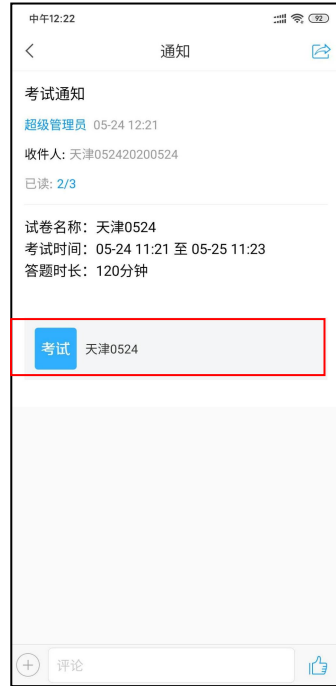 中午12:22
92
通知
考试通知
超级管理员 05-24 12:21
收件人: 天津052420200524
已读: 2/3
试卷名称：天津0524
考试时间：05-24 11:21 至 05-25 11:23
答题时长：120分钟
考试 天津0524
评论